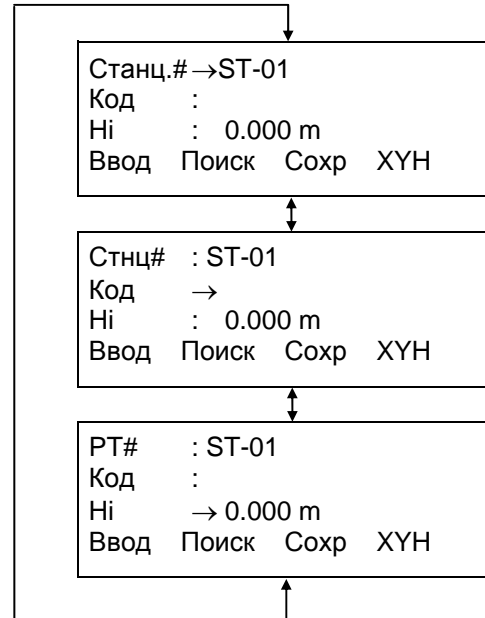 Станц.#→ST-01
Код :
Hi : 0.000 m
Ввод Поиск Сохр XYH
Стнц# : ST-01
Код →
Hi : 0.000 m
Ввод Поиск Сохр XYH
PT# : ST-01
Код :
Hi → 0.000 m
Ввод Поиск Сохр XYH